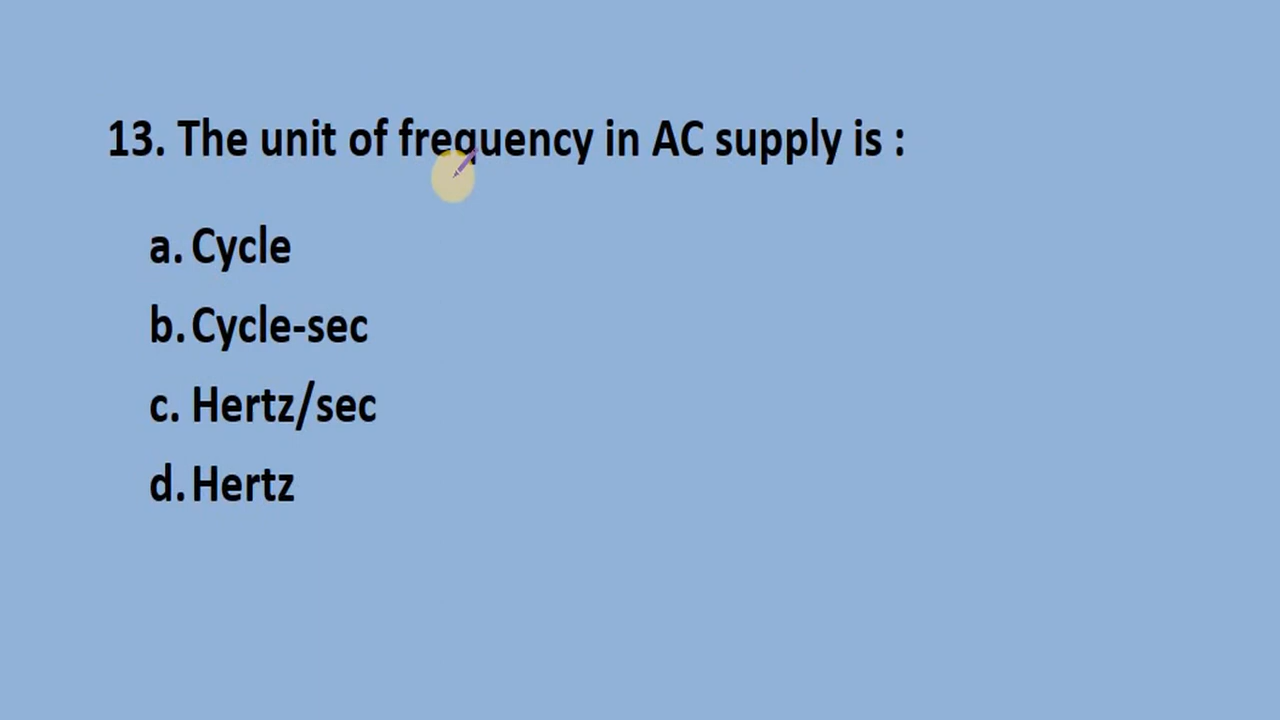 13. The unit of frequency in AC supply is :
a. Cycle
b. Cycle-sec
c. Hertz/sec
d. Hertz